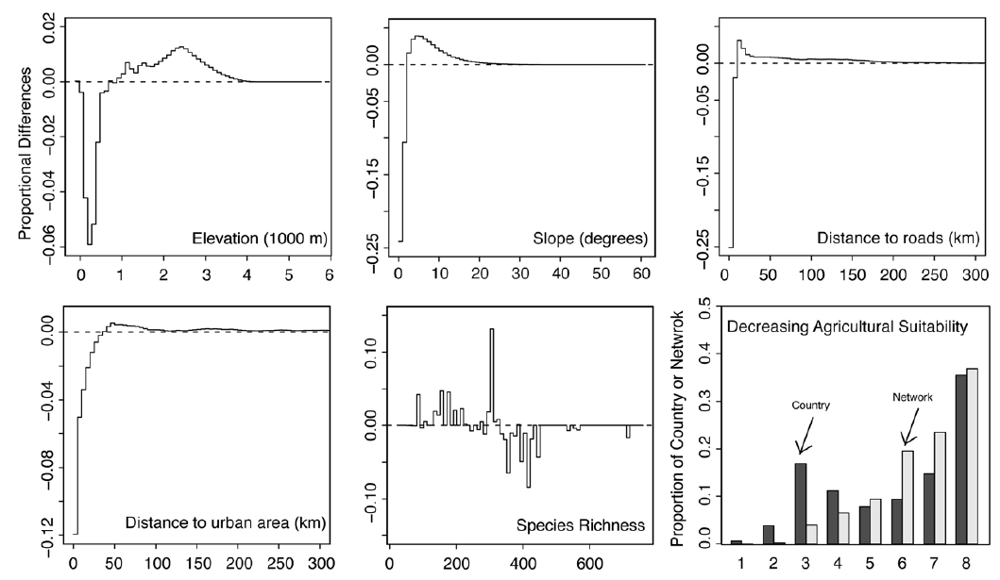 Proportional Differences
0.02
0.00
−0.02
−0.04
−0.06
Elevation (1000 m)
0 1 2 3 4 5 6
0.00
−0.05
−0.15
−0.25
Slope (degrees)
0 10 20 30 40 50 60
0.00
−0.05
−0.15
−0.25
Distance to roads (km)
0 50 100 150 200 250 300
0.00
−0.04
−0.08
−0.12
Distance to urban area (km)
0 50 100 150 200 250 300
0.10
0.00
−0.10
Species Richness
0 200 400 600
Proportion of Country or Netwrok
0.5
0.4
0.3
0.2
0.1
0.0
Decreasing Agricultural Suitability
Country
Network
1 2 3 4 5 6 7 8